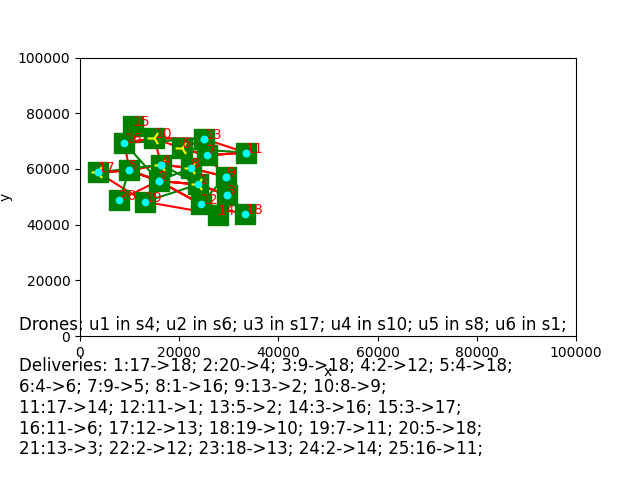 100000
80000
60000
40000
20000
0
y
0 20000 40000 60000 80000 100000
x
Drones: u1 in s4; u2 in s6; u3 in s17; u4 in s10; u5 in s8; u6 in s1;
Deliveries: 1:17->18; 2:20->4; 3:9->18; 4:2->12; 5:4->18;
6:4->6; 7:9->5; 8:1->16; 9:13->2; 10:8->9;
11:17->14; 12:11->1; 13:5->2; 14:3->16; 15:3->17;
16:11->6; 17:12->13; 18:19->10; 19:7->11; 20:5->18;
21:13->3; 22:2->12; 23:18->13; 24:2->14; 25:16->11;